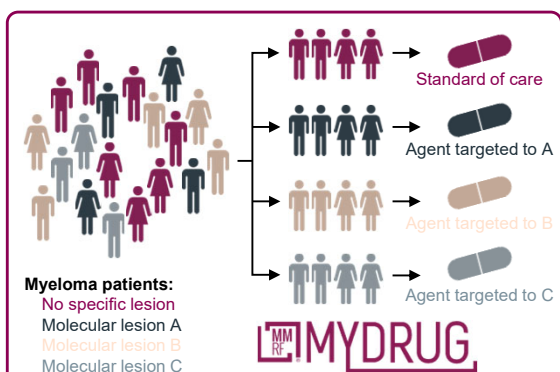 Standard of care
Agent targeted to A
Agent targeted to B
Agent targeted to C
Myeloma patients:
No specific lesion
Molecular lesion A
Molecular lesion B
Molecular lesion C
MM
RF
MYDRUG